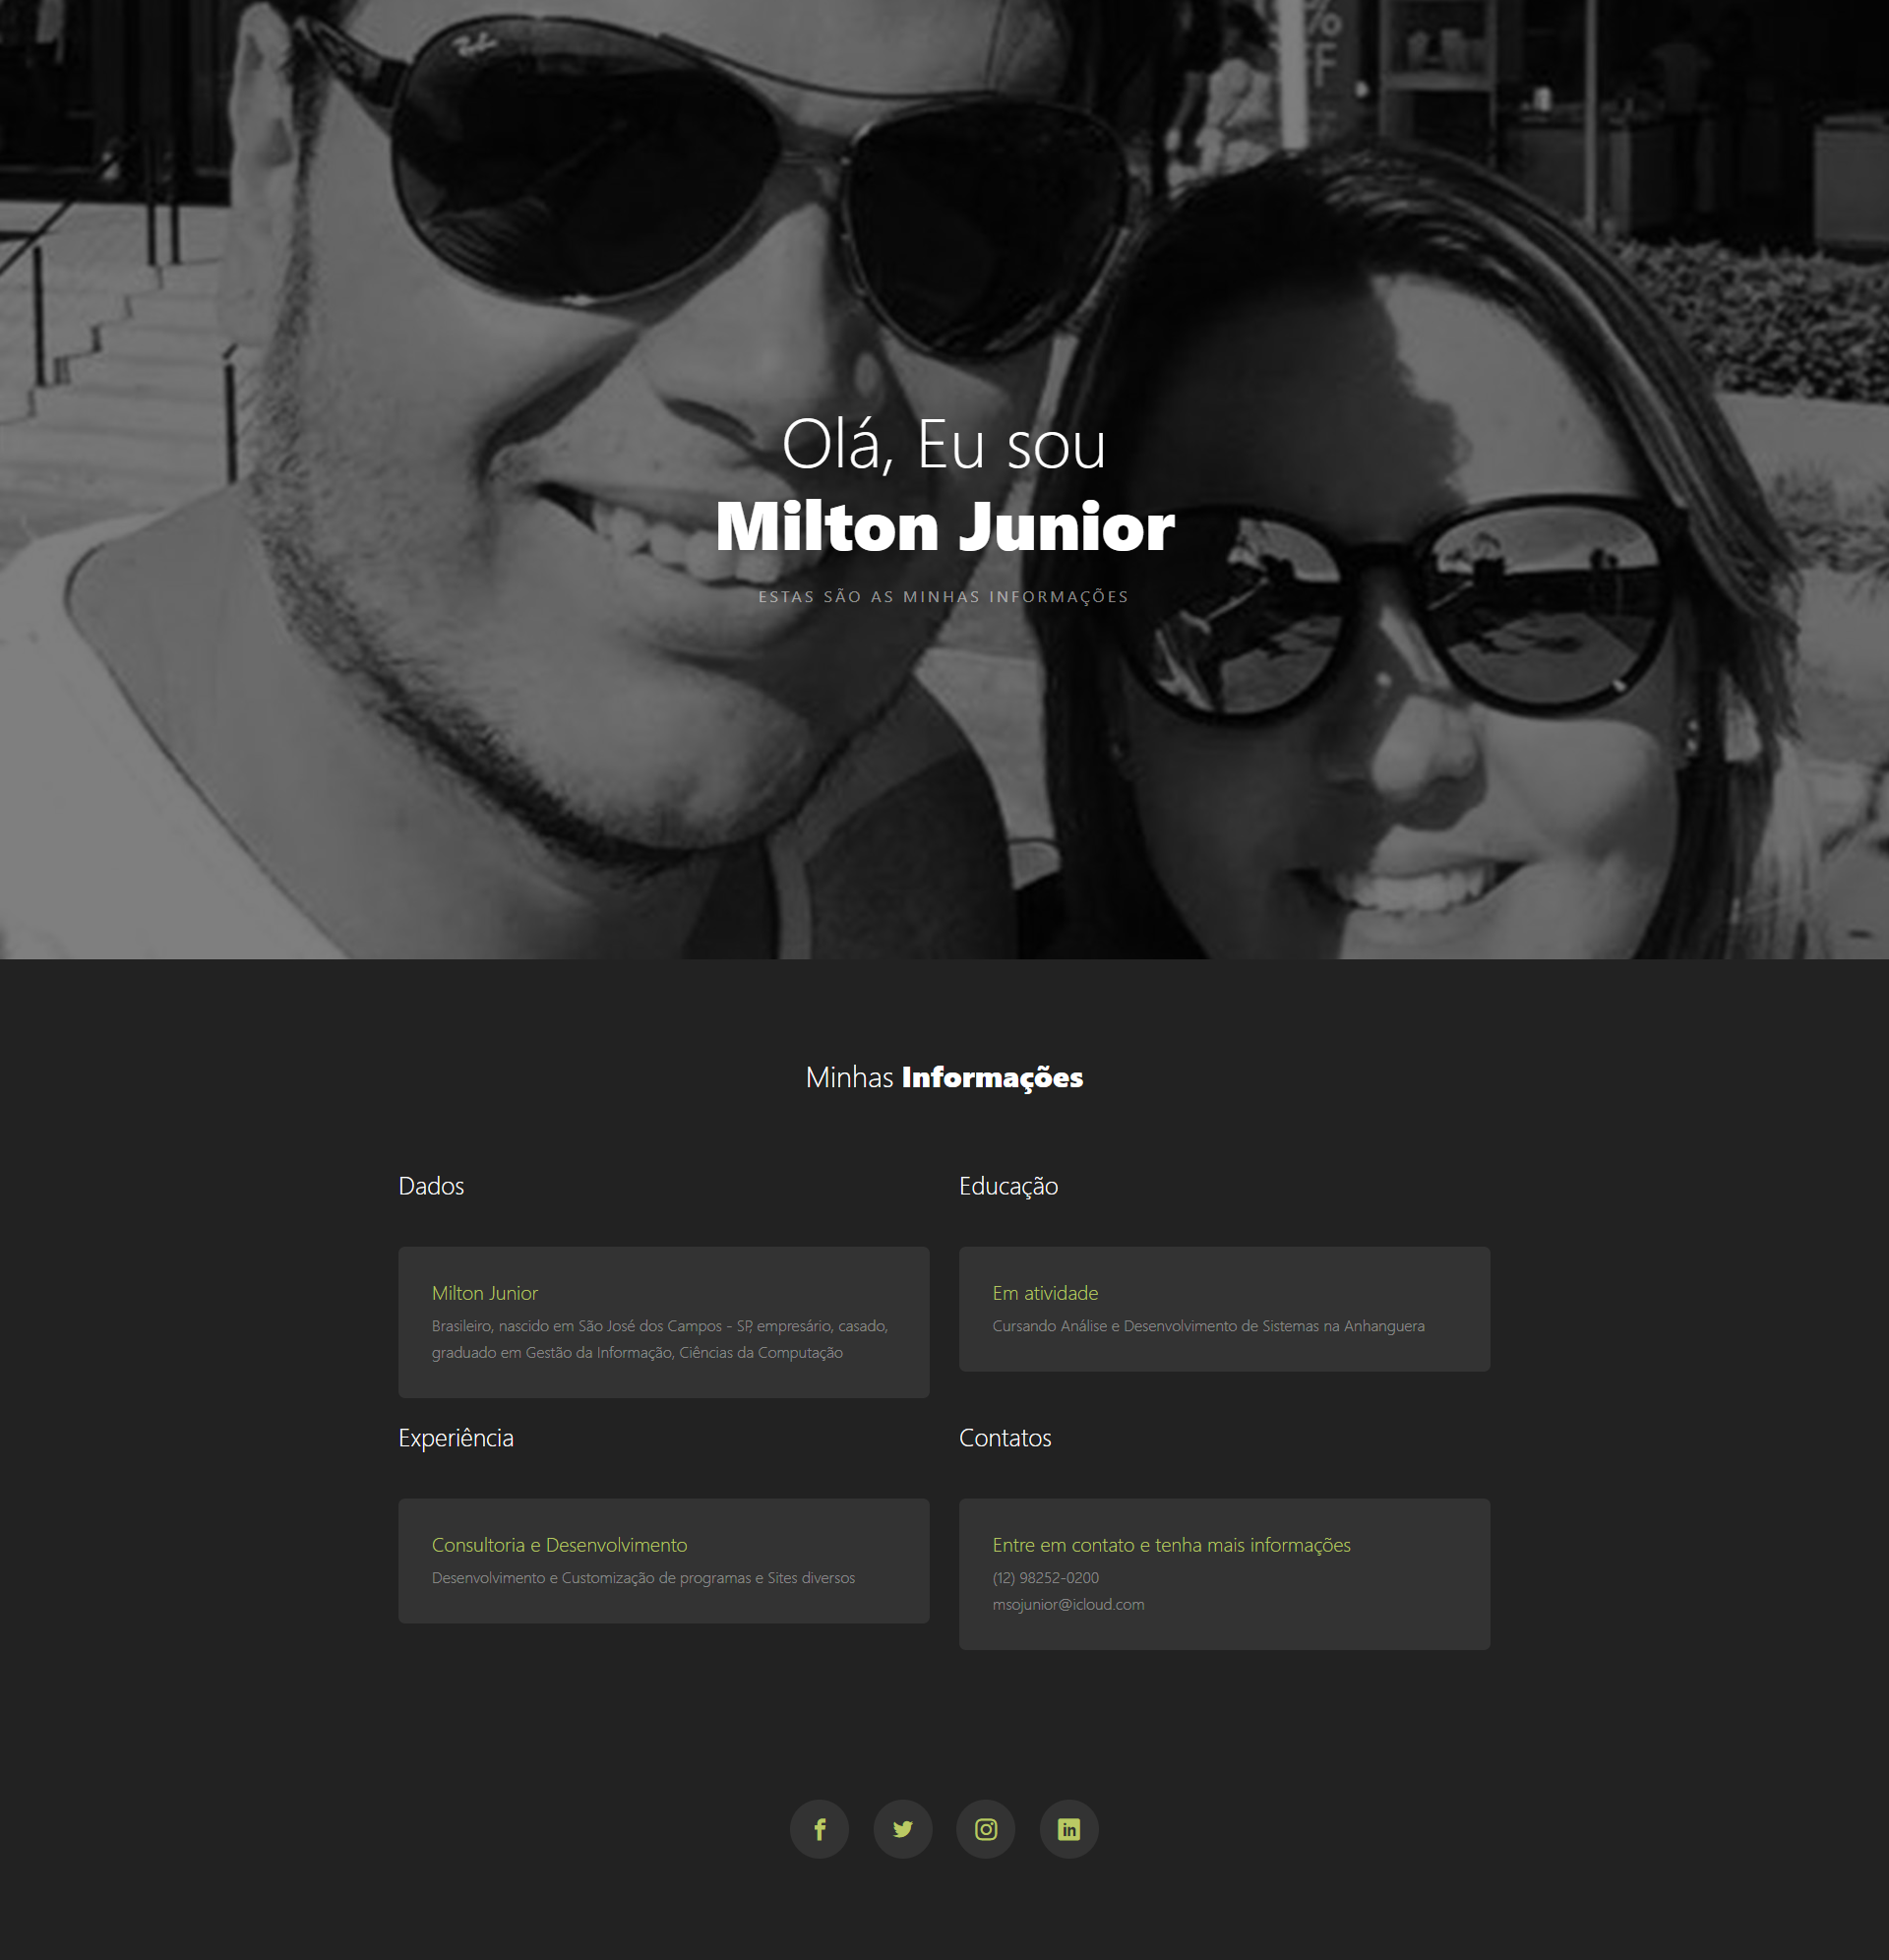 Ray-Ban
%
FF
Olá, Eu sou
Milton Junior
ESTAS SÃO AS MINHAS INFORMAÇÕES
Minhas Informações
Dados
Milton Junior
Brasileiro, nascido em São José dos Campos - SP, empresário, casado,
graduado em Gestão da Informação, Ciências da Computação
Educação
Em atividade
Cursando Análise e Desenvolvimento de Sistemas na Anhanguera
Experiência
Consultoria e Desenvolvimento
Desenvolvimento e Customização de programas e Sites diversos
Contatos
Entre em contato e tenha mais informações
(12) 98252-0200
msojunior@icloud.com